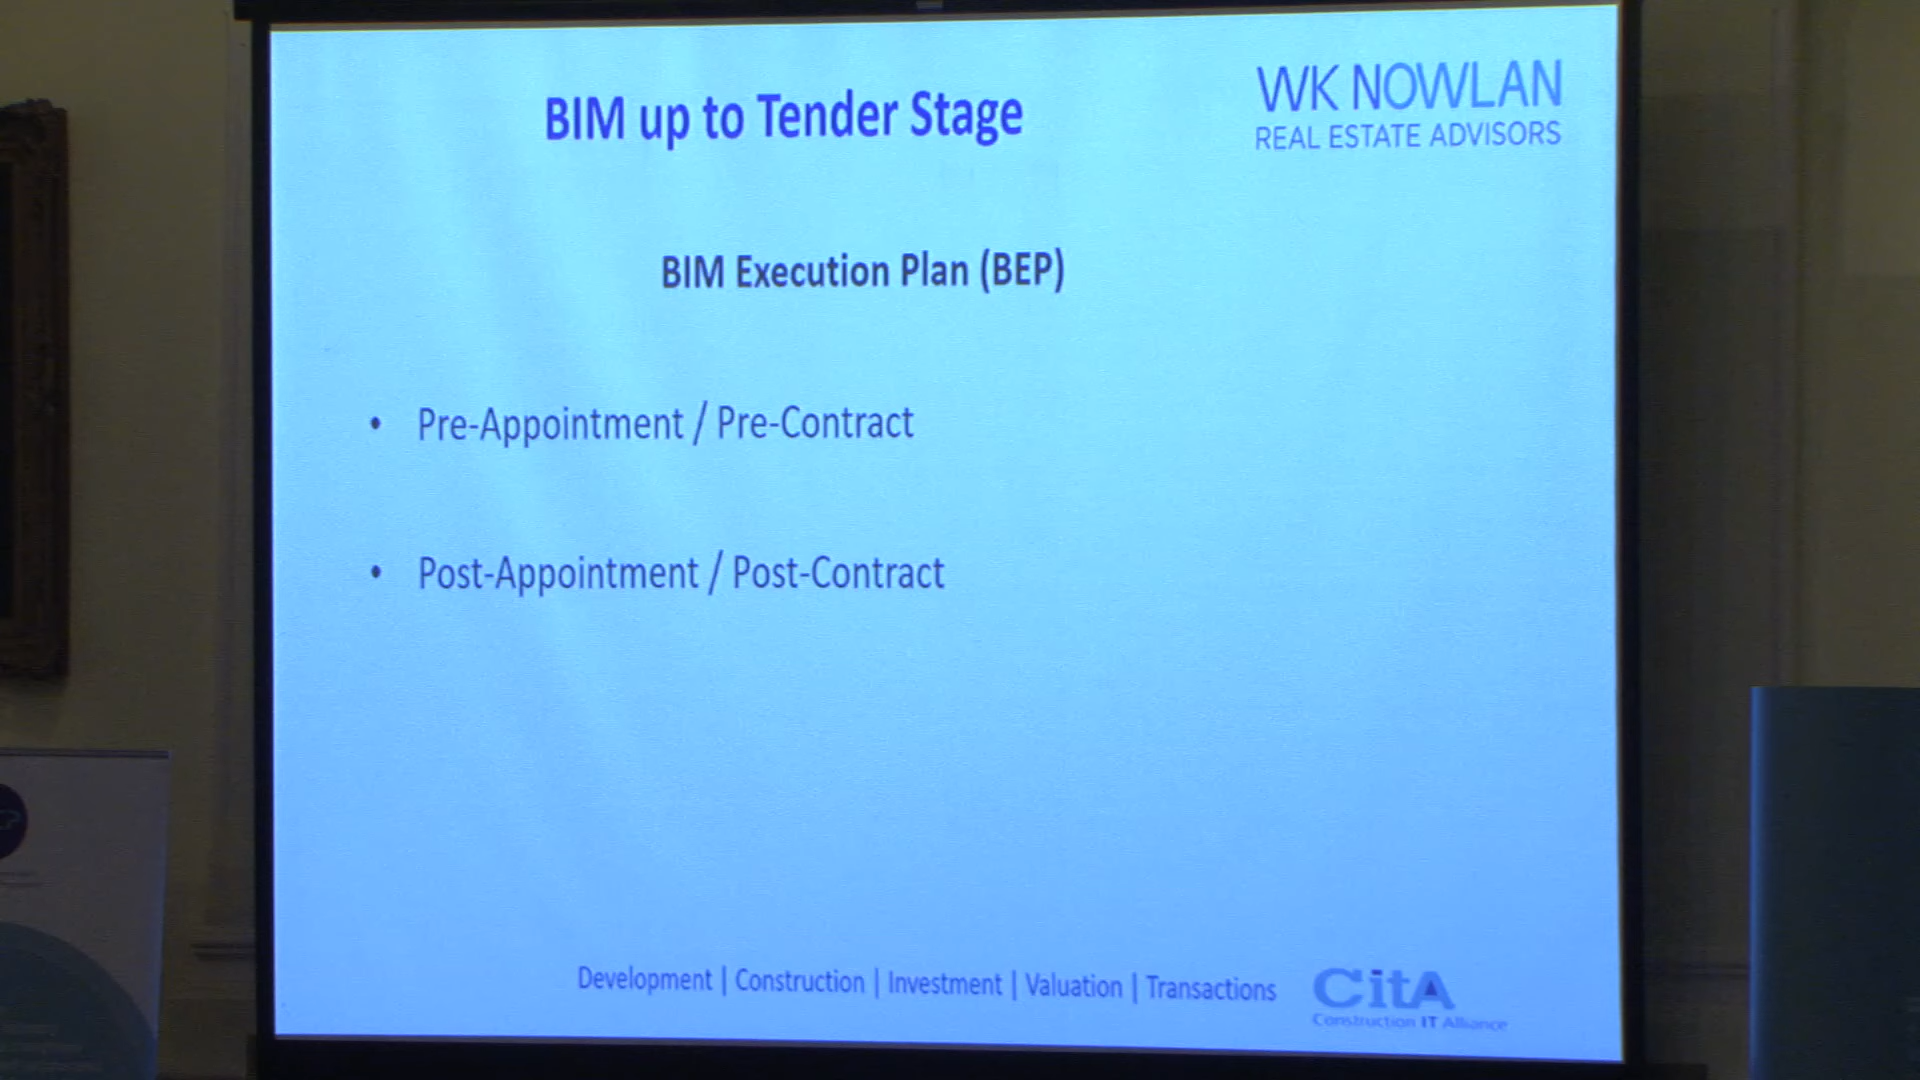 BIM up to Tender Stage
WK NOWLAN
REAL ESTATE ADVISORS
BIM Execution Plan (BEP)
• Pre-Appointment / Pre-Contract
• Post-Appointment / Post-Contract
Development | Construction | Investment | Valuation | Transactions
CitA
Construction IT Alliance